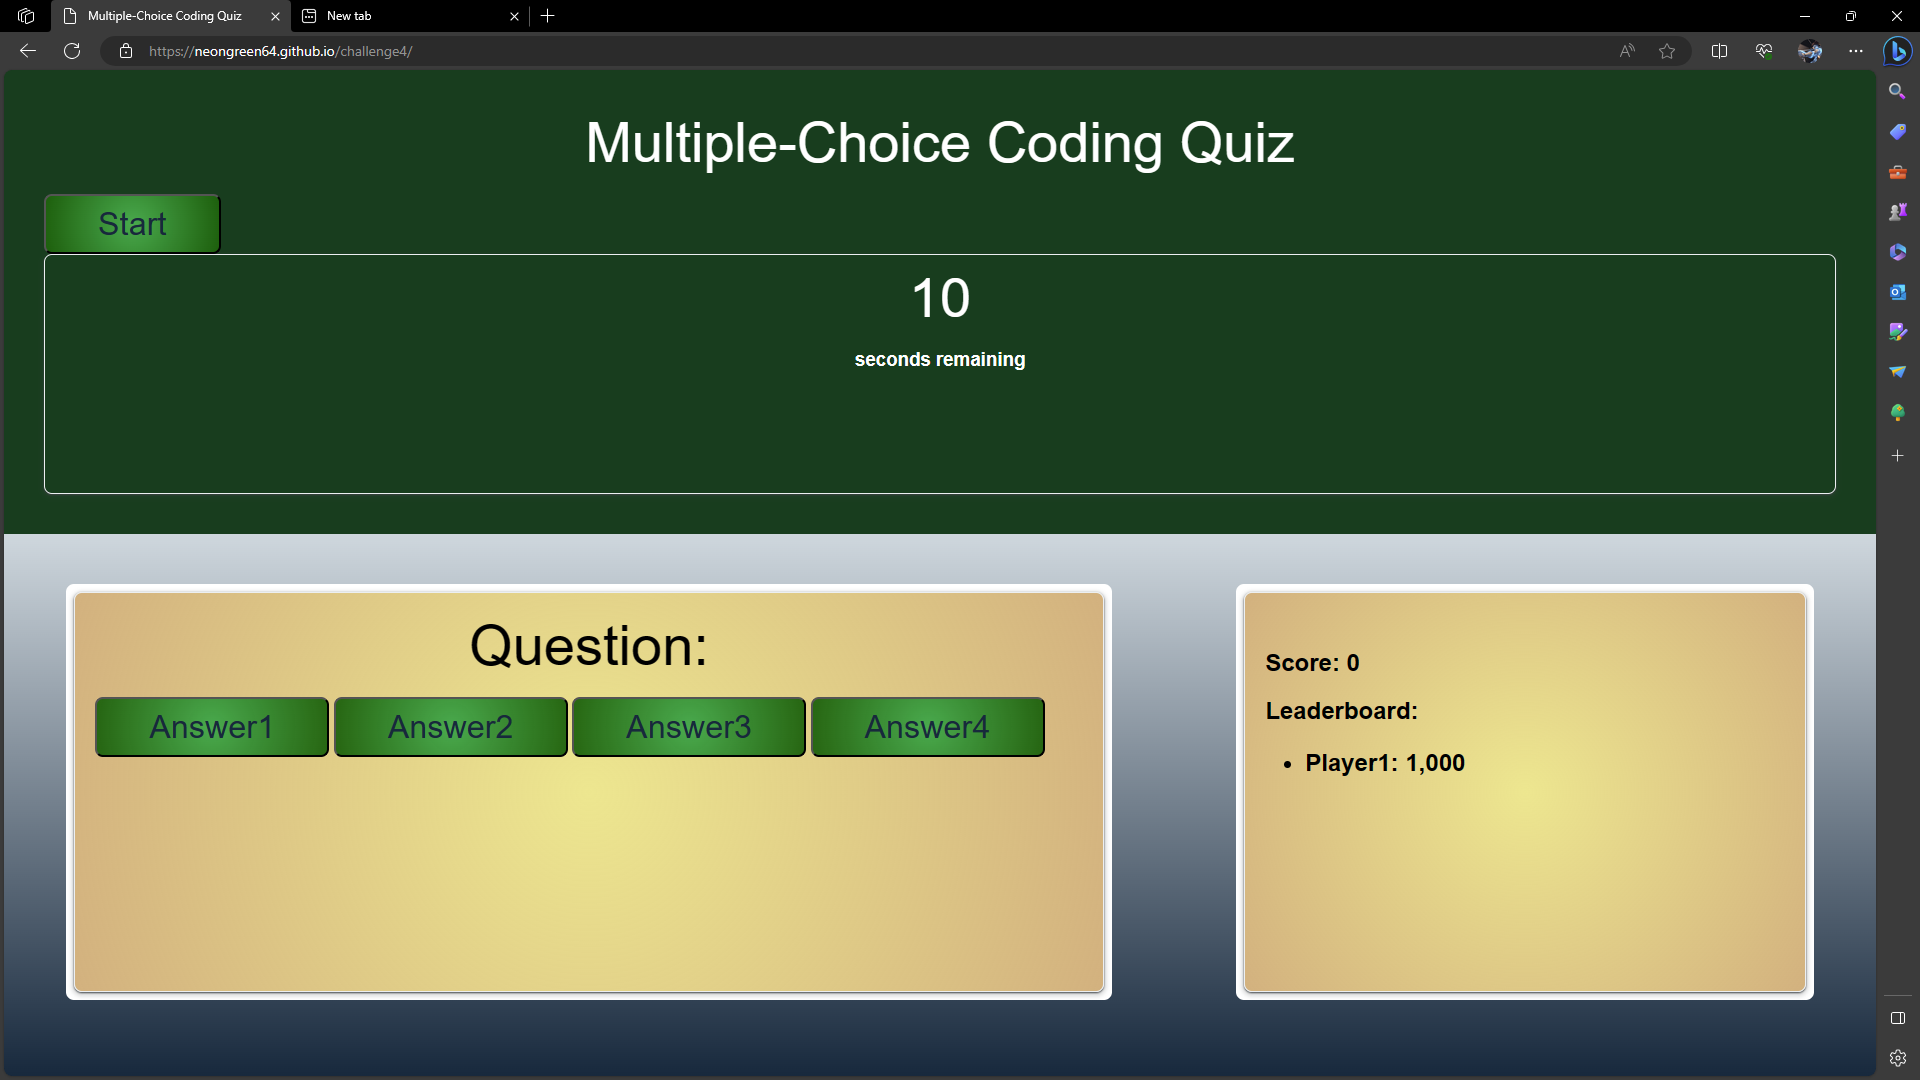 Multiple-Choice Coding Quiz
New tab
https://neongreen64.github.io/challenge4/
Multiple-Choice Coding Quiz
Start
10
seconds remaining
Question:
Answer1 Answer2 Answer3 Answer4
Score: 0
Leaderboard:
• Player1: 1,000